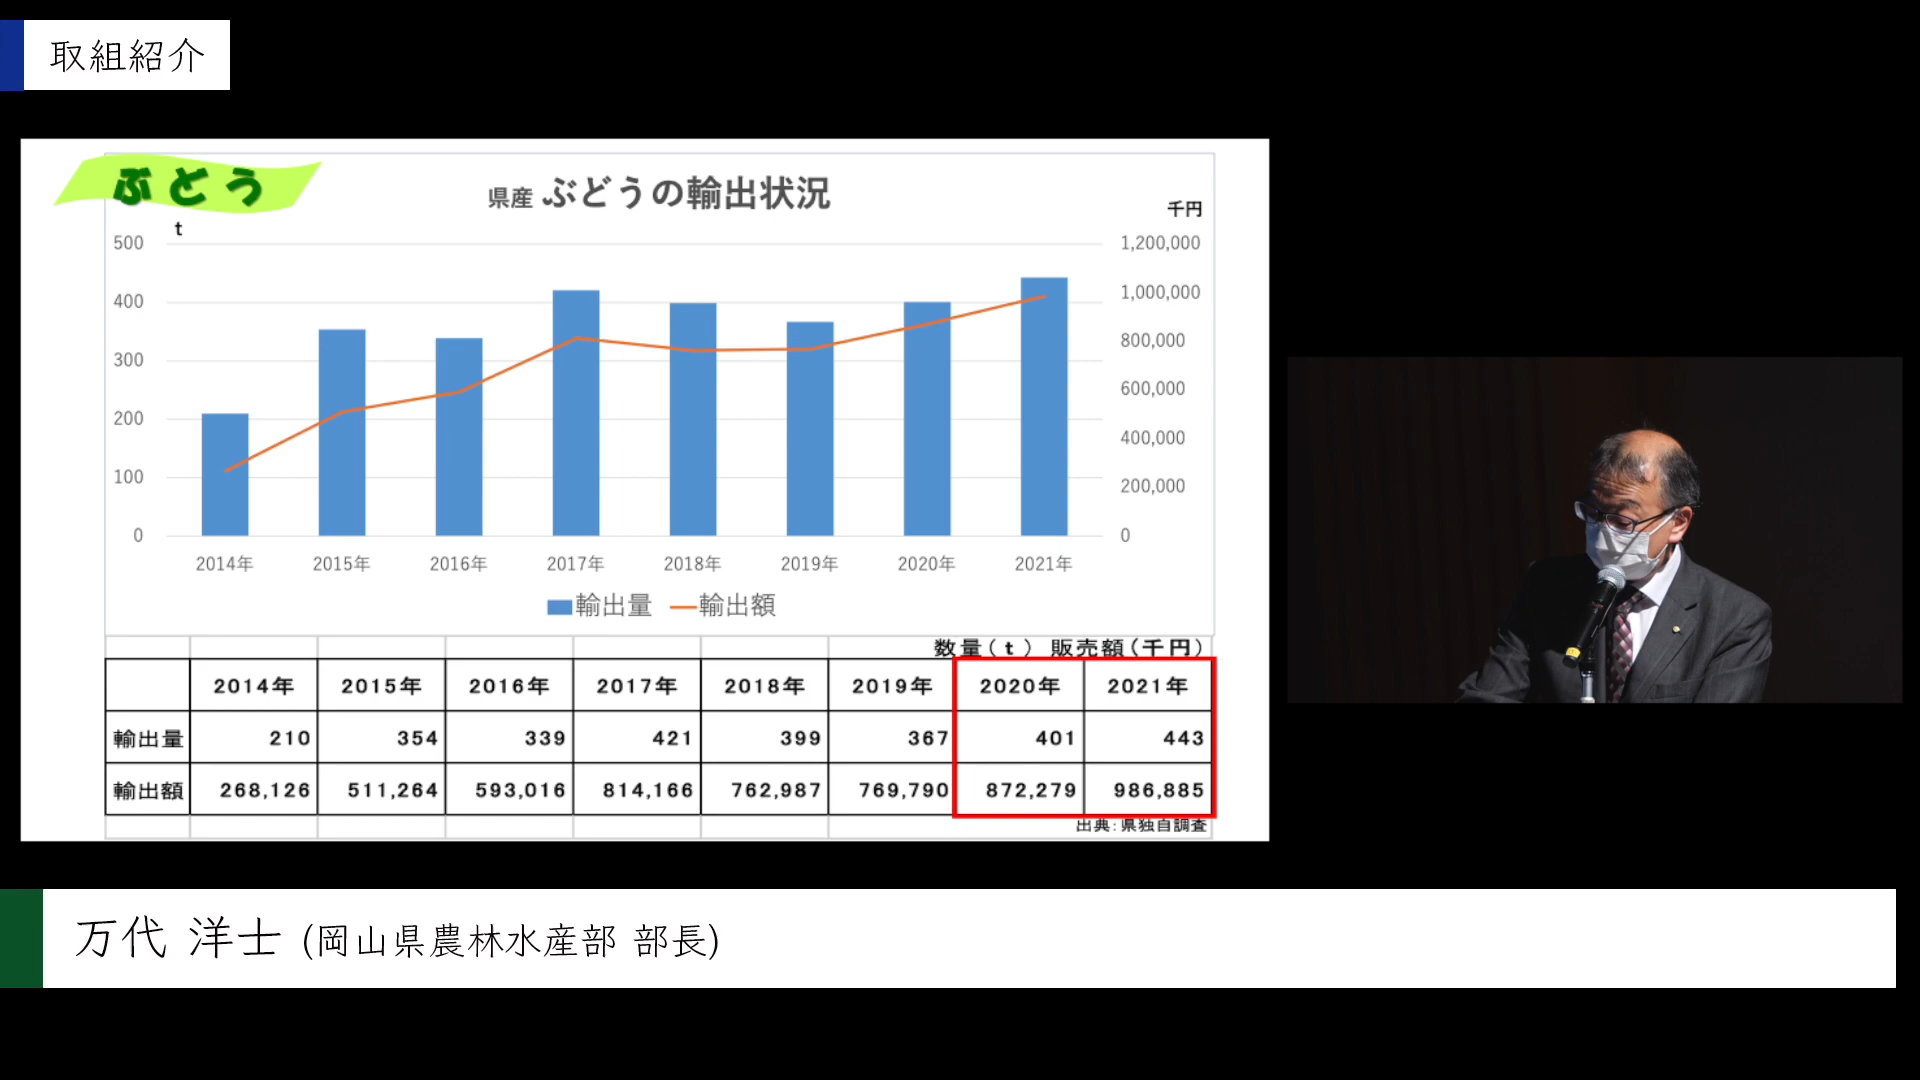 取組紹介
ぶどう
県産 ぶどうの輸出状況
t
千円
500
400
300
200
100
0
1,200,000
1,000,000
800,000
600,000
400,000
200,000
0
2014年 2015年 2016年 2017年 2018年 2019年 2020年 2021年
輸出量 輸出額
数量(t) 販売額(千円)
2014年 2015年 2016年 2017年 2018年 2019年 2020年 2021年
輸出量 210 354 339 421 399 367 401 443
輸出額 268,126 511,264 593,016 814,166 762,987 769,790 872,279 986,885
出典:県独自調査
万代 洋士 (岡山県農林水産部 部長)